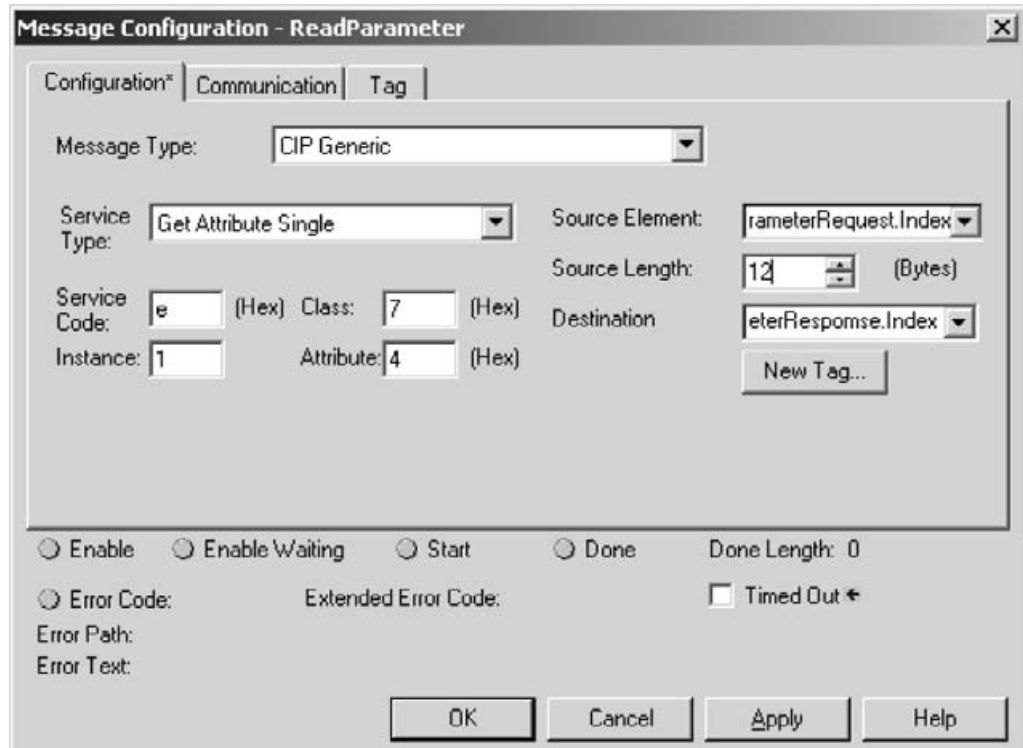 Message Configuration - ReadParameter
Configuration* Communication Tag
Message Type: CIP Generic
Service Type: Get Attribute Single
Service Code: e (Hex) Class: 7 (Hex)
Instance: 1 Attribute: 4 (Hex)
Source Element: rameterRequest.Index
Source Length: 12 (Bytes)
Destination eterRespomse.Index
New Tag...
Enable Enable Waiting Start Done Done Length: 0
Error Code: Extended Error Code: Timed Out ←
Error Path:
Error Text:
OK Cancel Apply Help